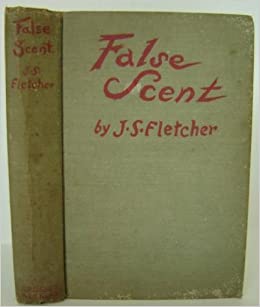 False
Scent
J.S.
Fletcher
False
Scent
by J.S. Fletcher